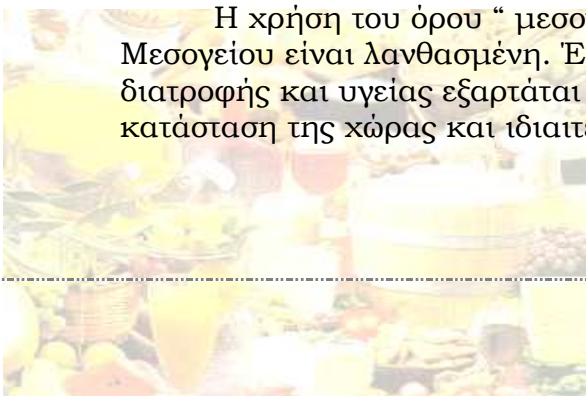 Η χρήση του όρου “ μεσο
Μεσογείου είναι λανθασμένη. Έ
διατροφής και υγείας εξαρτάται
κατάσταση της χώρας και ιδιαιτ